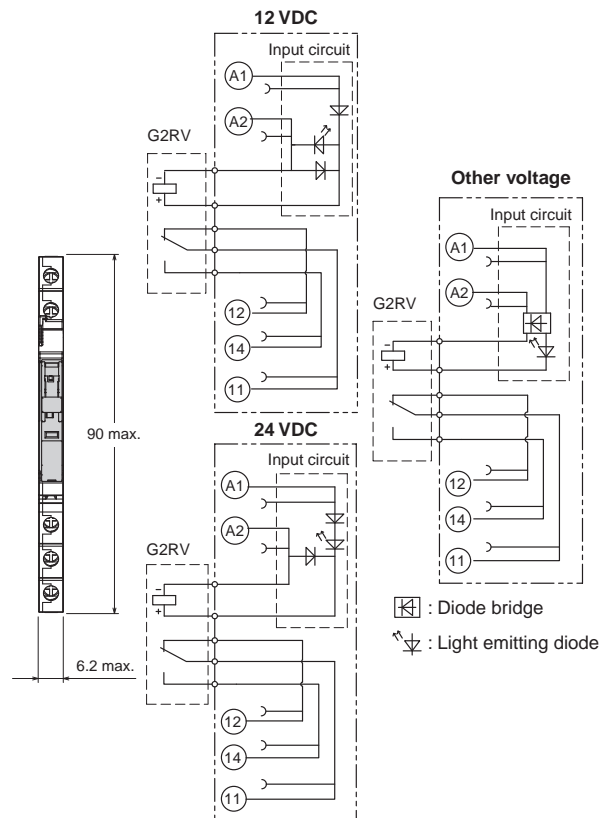 12 VDC
Input circuit
A1
A2
G2RV
−
+
12
14
11
90 max.
6.2 max.
24 VDC
Input circuit
A1
A2
G2RV
−
+
12
14
11
Other voltage
Input circuit
A1
A2
G2RV
−
+
12
14
11
: Diode bridge
: Light emitting diode